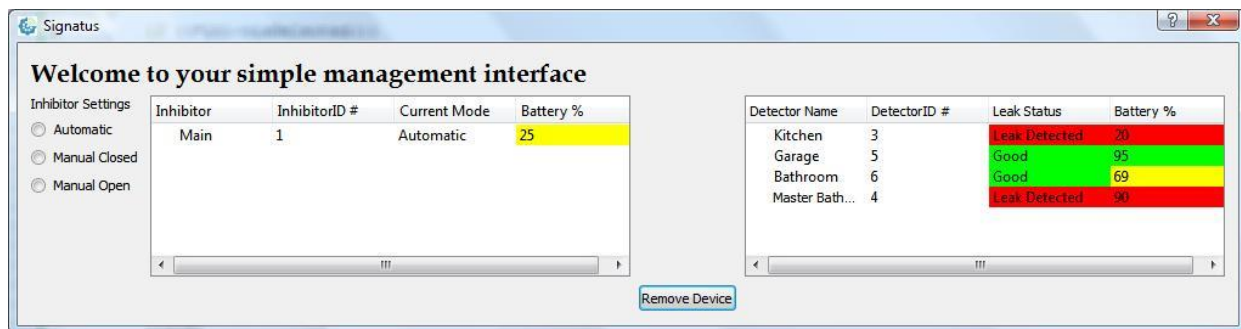 Signatus
Welcome to your simple management interface
Inhibitor Settings
Automatic
Manual Closed
Manual Open
Inhibitor InhibitorID # Current Mode Battery %
Main 1 Automatic 25
Detector Name DetectorID # Leak Status Battery %
Kitchen 3 Leak Detected 20
Garage 5 Good 95
Bathroom 6 Good 69
Master Bath... 4 Leak Detected 90
Remove Device